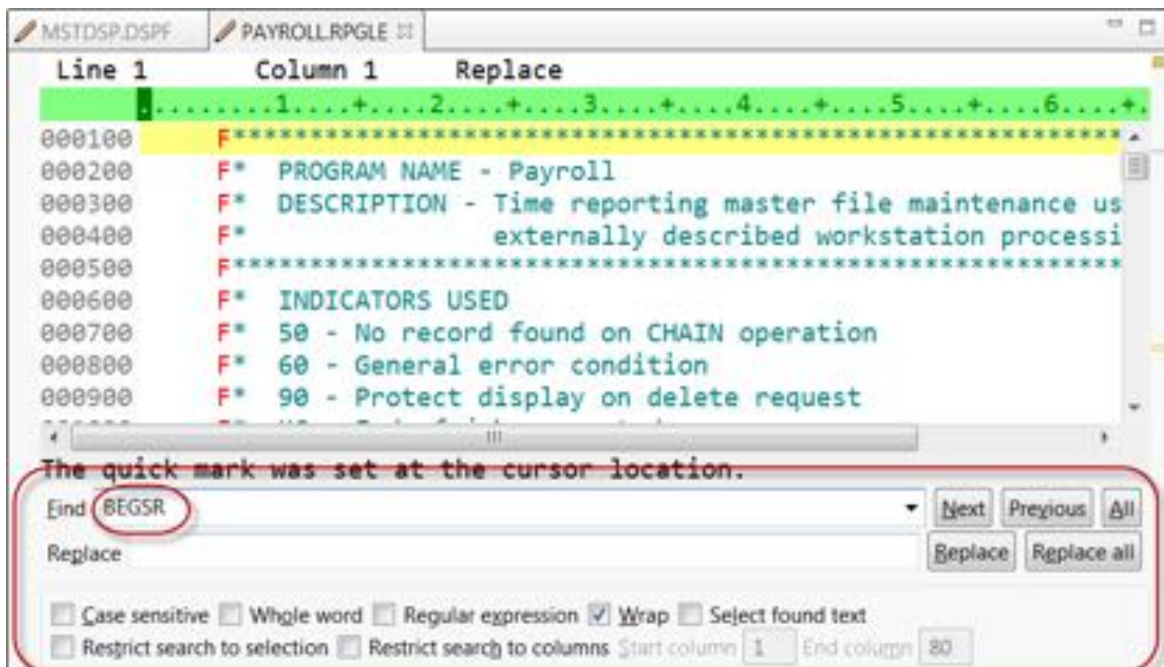 MSTDSP.DSPF PAYROLL.RPGLE
Line 1 Column 1 Replace
.........1....+....2....+....3....+....4....+....5....+....6....+.
000100 F**********************************************************
000200 F* PROGRAM NAME - Payroll
000300 F* DESCRIPTION - Time reporting master file maintenance us
000400 F* externally described workstation processi
000500 F**********************************************************
000600 F* INDICATORS USED
000700 F* 50 - No record found on CHAIN operation
000800 F* 60 - General error condition
000900 F* 90 - Protect display on delete request
The quick mark was set at the cursor location.
Find BEGSR Next Previous All
Replace Replace Replace all
Case sensitive Whole word Regular expression Wrap Select found text
Restrict search to selection Restrict search to columns Start column 1 End column 80